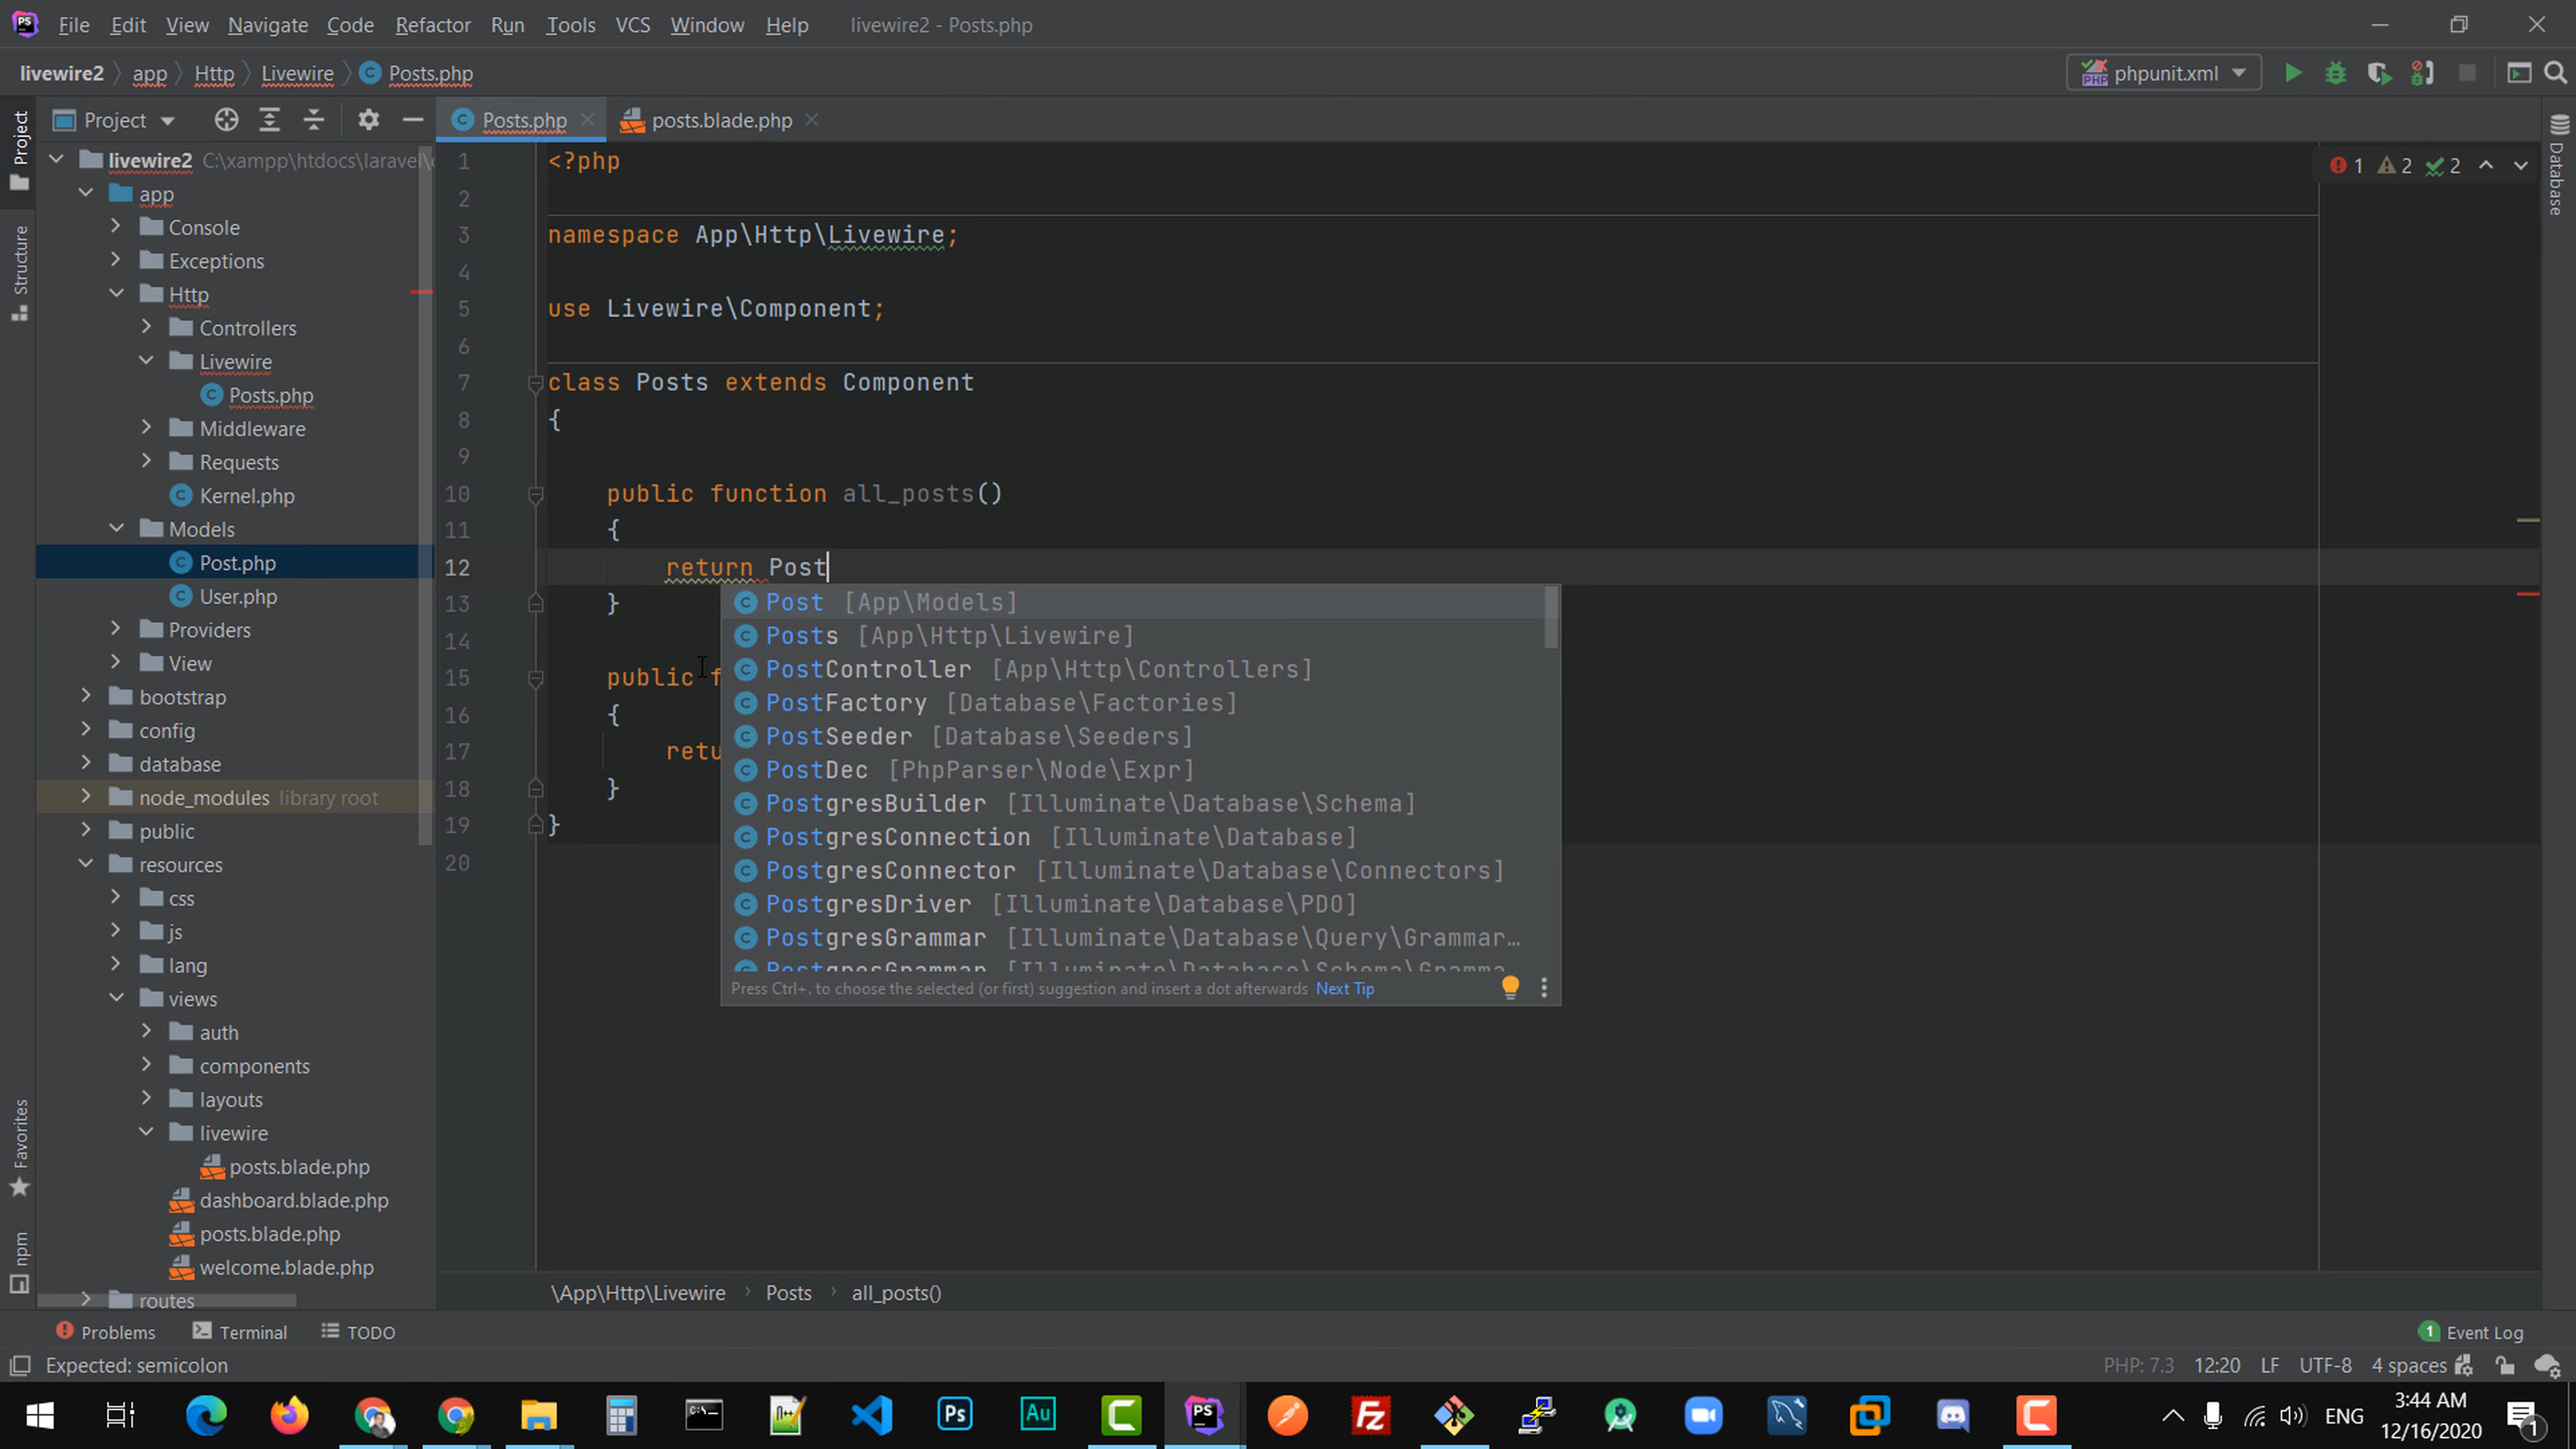 File Edit View Navigate Code Refactor Run Tools VCS Window Help livewire2 - Posts.php
livewire2 app Http Livewire Posts.php phpunit.xml
Project Posts.php posts.blade.php
Project
Structure
Favorites
npm
Database
livewire2 C:\xampp\htdocs\laravel\
app
Console
Exceptions
Http
Controllers
Livewire
Posts.php
Middleware
Requests
Kernel.php
Models
Post.php
User.php
Providers
View
bootstrap
config
database
node_modules library root
public
resources
css
js
lang
views
auth
components
layouts
livewire
posts.blade.php
dashboard.blade.php
posts.blade.php
welcome.blade.php
routes
1 2 2
1 <?php
2
3 namespace App\Http\Livewire;
4
5 use Livewire\Component;
6
7 class Posts extends Component
8 {
9
10 public function all_posts()
11 {
12 return Post
13 }
14
15 public f
16 {
17 retu
18 }
19 }
20
Post [App\Models]
Posts [App\Http\Livewire]
PostController [App\Http\Controllers]
PostFactory [Database\Factories]
PostSeeder [Database\Seeders]
PostDec [PhpParser\Node\Expr]
PostgresBuilder [Illuminate\Database\Schema]
PostgresConnection [Illuminate\Database]
PostgresConnector [Illuminate\Database\Connectors]
PostgresDriver [Illuminate\Database\PDO]
PostgresGrammar [Illuminate\Database\Query\Grammar…
PostgresGrammar [Illuminate\Database\Schema\Gramma
Press Ctrl+. to choose the selected (or first) suggestion and insert a dot afterwards Next Tip
\App\Http\Livewire › Posts › all_posts()
Problems Terminal TODO 1 Event Log
Expected: semicolon PHP: 7.3 12:20 LF UTF-8 4 spaces
ENG 3:44 AM
12/16/2020 1